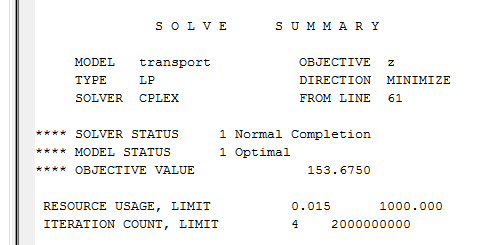 S O L V E      S U M M A R Y
MODEL   transport            OBJECTIVE  z
TYPE    LP                   DIRECTION  MINIMIZE
SOLVER  CPLEX                FROM LINE  61
**** SOLVER STATUS     1 Normal Completion
**** MODEL STATUS      1 Optimal
**** OBJECTIVE VALUE              153.6750
RESOURCE USAGE, LIMIT          0.015      1000.000
ITERATION COUNT, LIMIT         4    2000000000